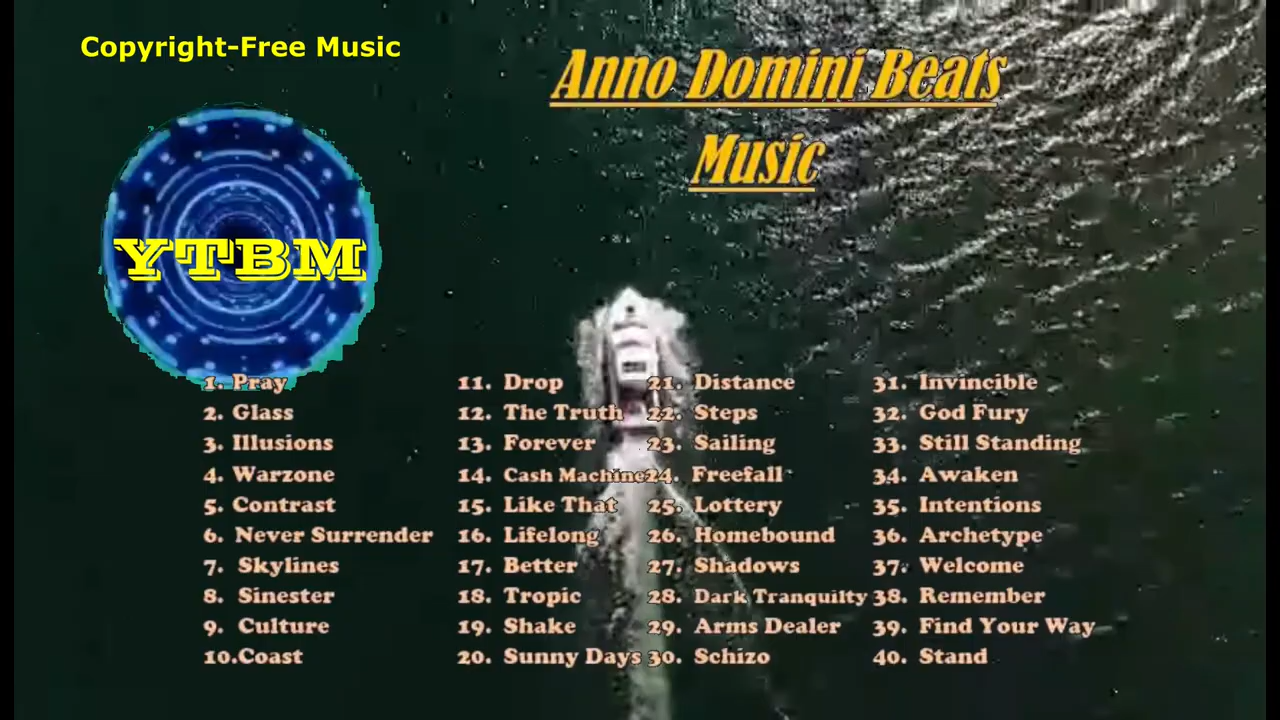 Copyright-Free Music
Anno Domini Beats
Music
YTBM
1. Pray
2. Glass
3. Illusions
4. Warzone
5. Contrast
6. Never Surrender
7. Skylines
8. Sinester
9. Culture
10.Coast
11. Drop
12. The Truth
13. Forever
14. Cash Machine
15. Like That
16. Lifelong
17. Better
18. Tropic
19. Shake
20. Sunny Days
21. Distance
22. Steps
23. Sailing
24. Freefall
25. Lottery
26. Homebound
27. Shadows
28. Dark Tranquilty
29. Arms Dealer
30. Schizo
31. Invincible
32. God Fury
33. Still Standing
34. Awaken
35. Intentions
36. Archetype
37. Welcome
38. Remember
39. Find Your Way
40. Stand